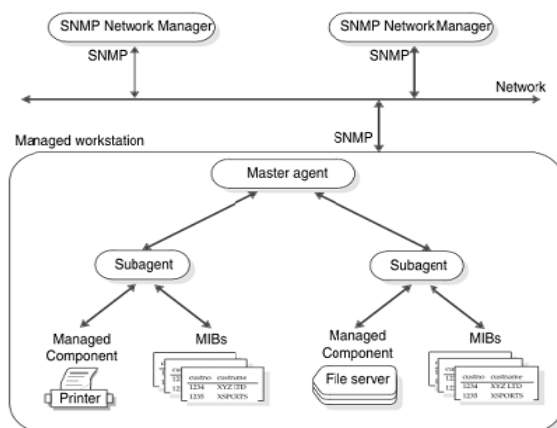 SNMP Network Manager
SNMP Network Manager
SNMP
SNMP
Network
SNMP
Managed workstation
Master agent
Subagent
Subagent
Managed
Component
MIBs
Managed
Component
MIBs
Printer
custno custname
1234 XYZ LTD
1235 XSPORTS
File server
custno custname
1234 XYZ LTD
1235 XSPORTS